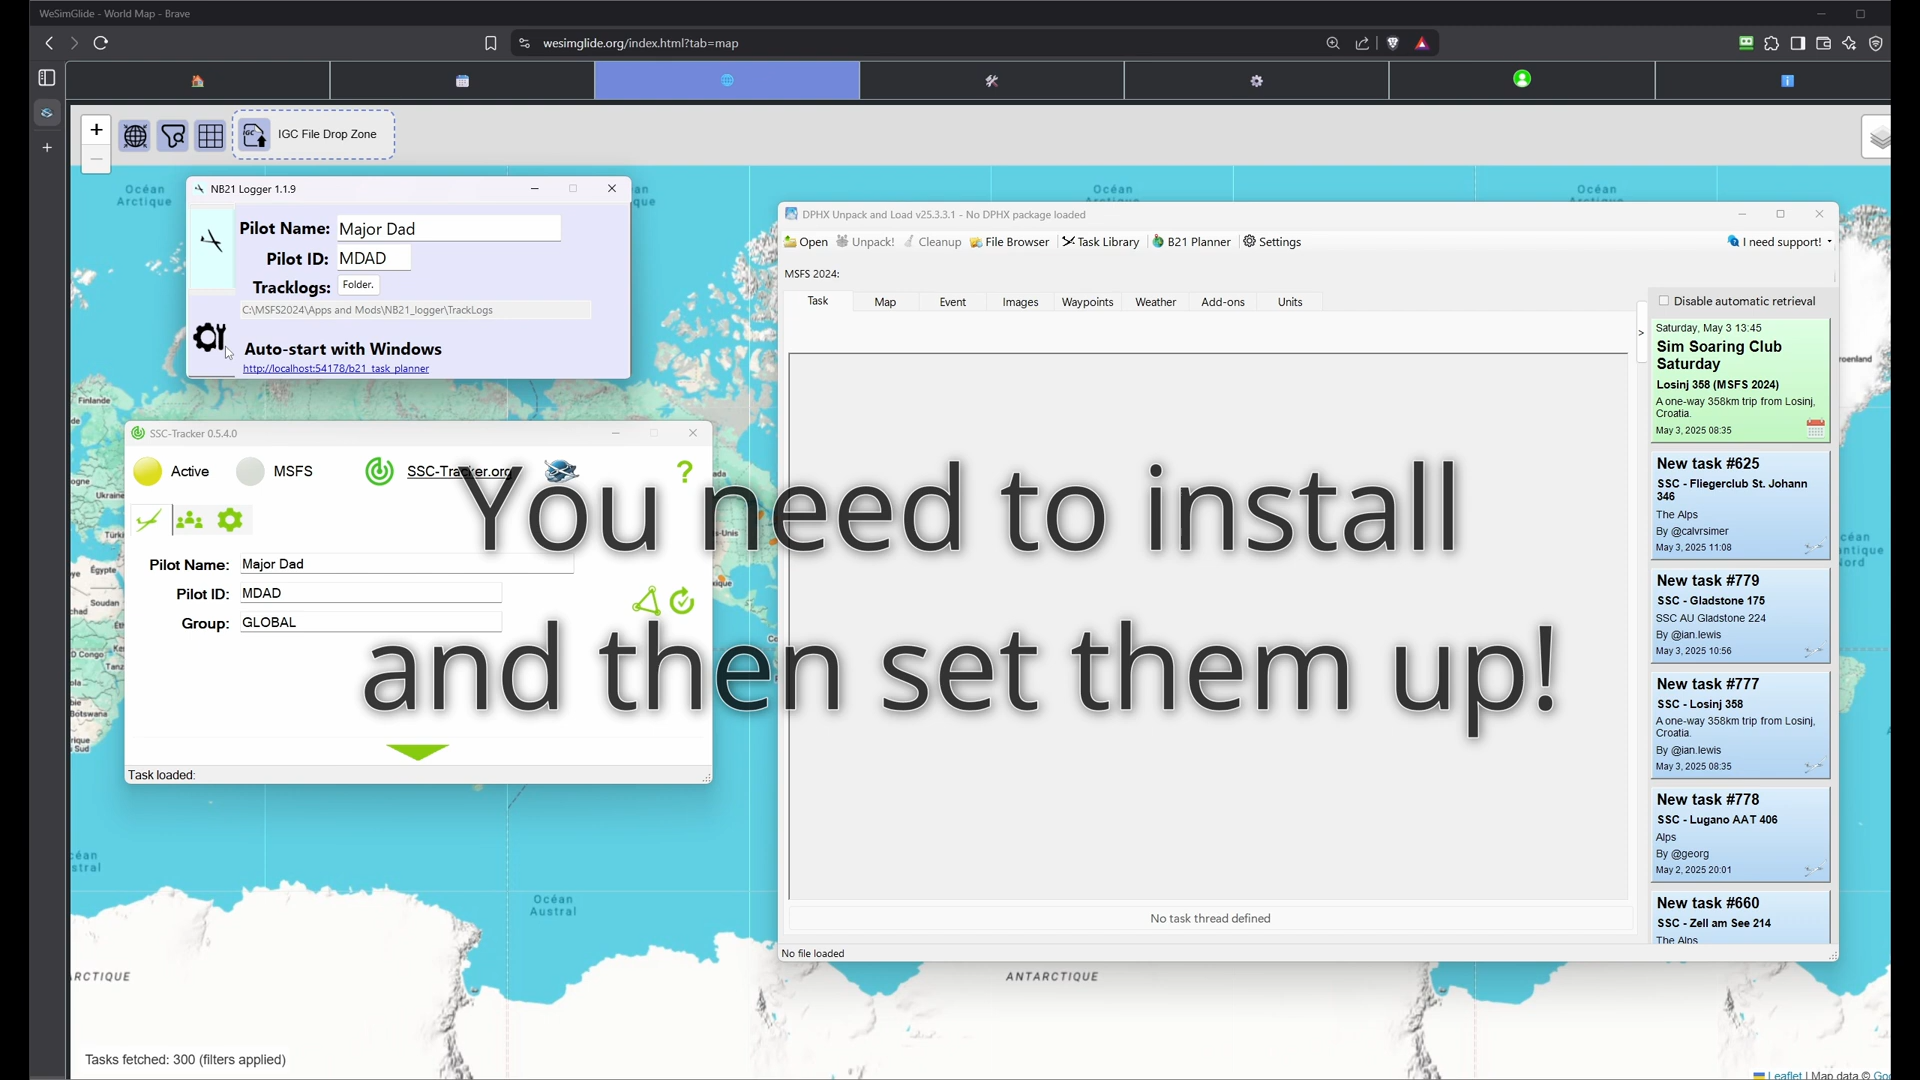 WeSimGlide - World Map - Brave
wesimglide.org/index.html?tab=map
IGC File Drop Zone
Océan
Arctique
Océan
Arctique
Océan
Arctique
NB21 Logger 1.1.9
Pilot Name: Major Dad
Pilot ID: MDAD
Tracklogs: Folder.
C:\MSFS2024\Apps and Mods\NB21_logger\TrackLogs
Auto-start with Windows
http://localhost:54178/b21_task_planner
Finlande
Ukraine
SSC-Tracker 0.5.4.0
Active
MSFS
SSC-Tracker.org
?
Pilot Name: Major Dad
Pilot ID: MDAD
Group: GLOBAL
Task loaded:
DPHX Unpack and Load v25.3.3.1 - No DPHX package loaded
Open Unpack! Cleanup File Browser Task Library B21 Planner Settings
I need support!
MSFS 2024:
Task Map Event Images Waypoints Weather Add-ons Units
No task thread defined
No file loaded
>
Disable automatic retrieval
Saturday, May 3 13:45
Sim Soaring Club
Saturday
Losinj 358 (MSFS 2024)
A one-way 358km trip from Losinj,
Croatia.
May 3, 2025 08:35
New task #625
SSC - Fliegerclub St. Johann
346
The Alps
By @calvrsimer
May 3, 2025 11:08
New task #779
SSC - Gladstone 175
SSC AU Gladstone 224
By @ian.lewis
May 3, 2025 10:56
New task #777
SSC - Losinj 358
A one-way 358km trip from Losinj,
Croatia.
By @ian.lewis
May 3, 2025 08:35
New task #778
SSC - Lugano AAT 406
Alps
By @georg
May 2, 2025 20:01
New task #660
SSC - Zell am See 214
The Alps
You need to install
and then set them up!
Océan
Austral
ARCTIQUE
ANTARCTIQUE
Tasks fetched: 300 (filters applied)
Leaflet | Map data ©